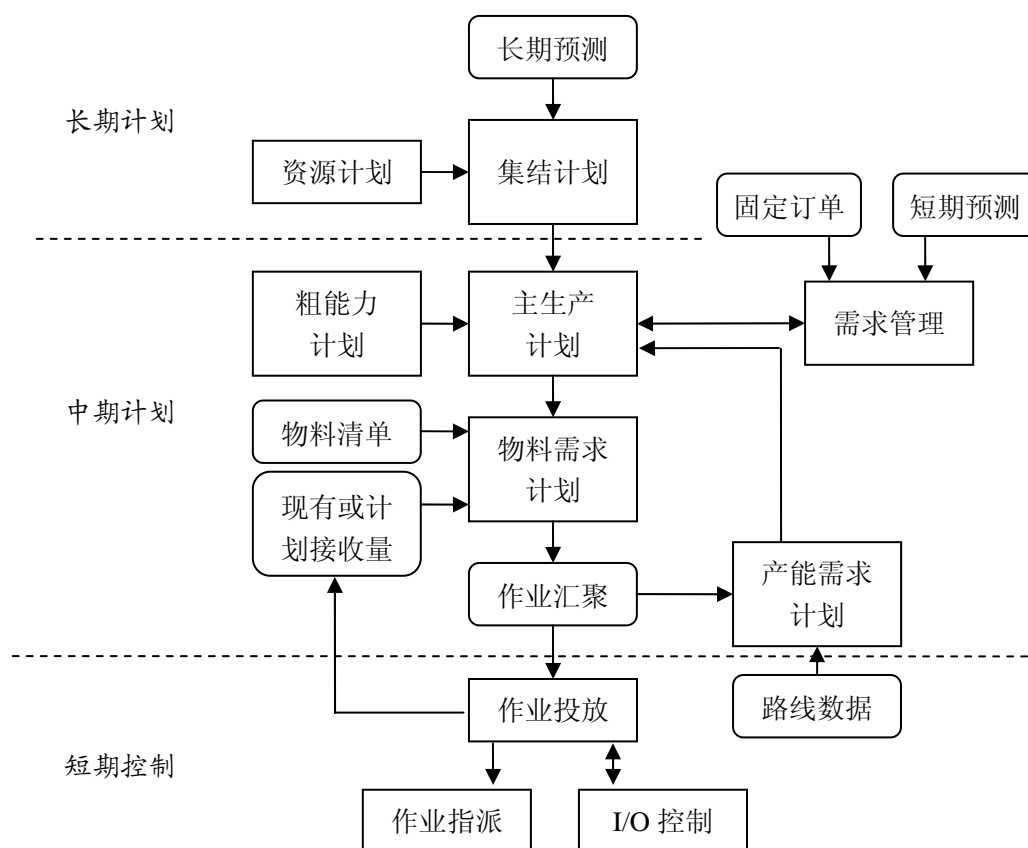 长期预测
长期计划
资源计划
集结计划
固定订单
短期预测
粗能力
计划
主生产
计划
需求管理
中期计划
物料清单
物料需求
计划
现有或计
划接收量
作业汇聚
产能需求
计划
作业投放
路线数据
短期控制
作业指派
I/O 控制